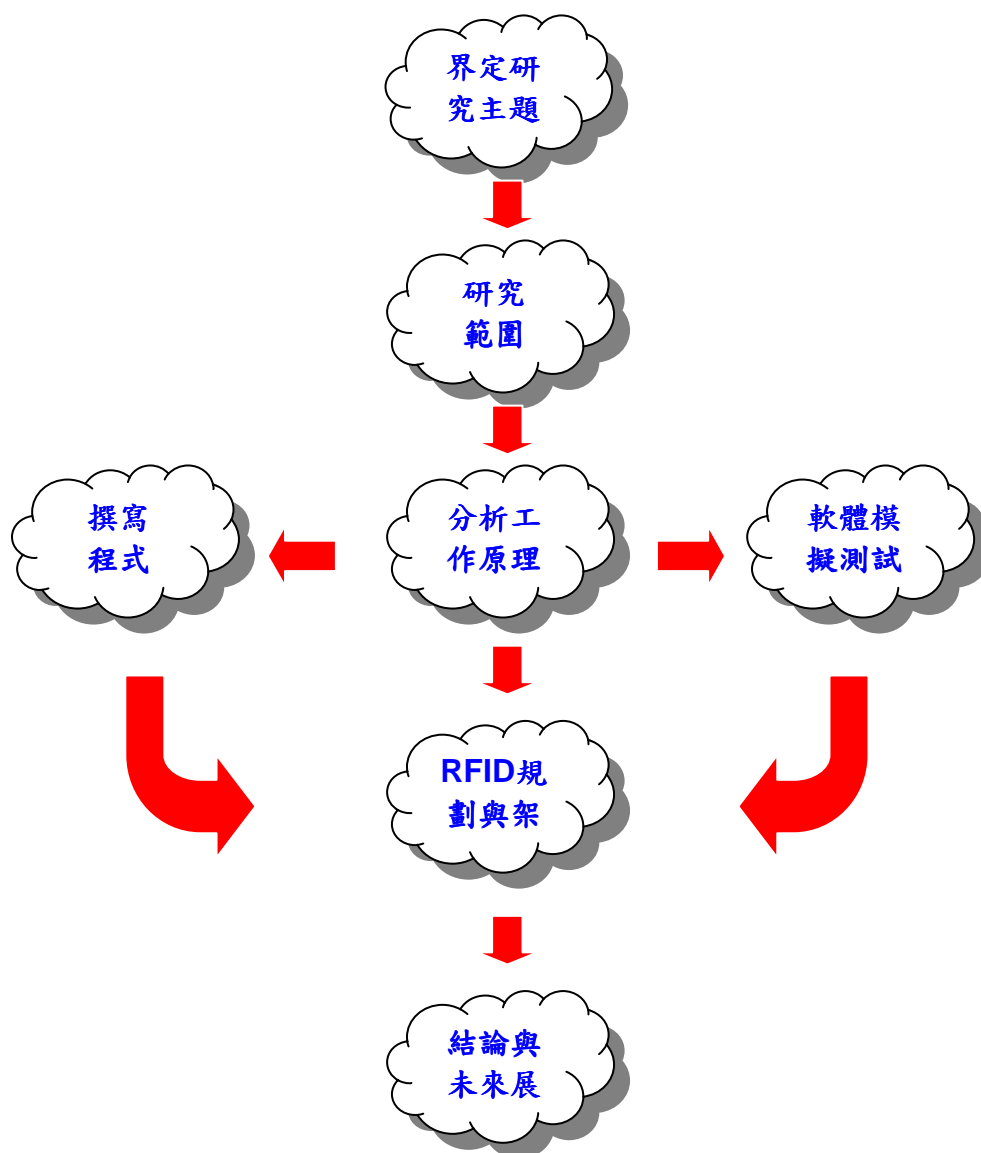 界定研
究主題
研究
範圍
撰寫
程式
分析工
作原理
軟體模
擬測試
RFID規
劃與架
結論與
未來展